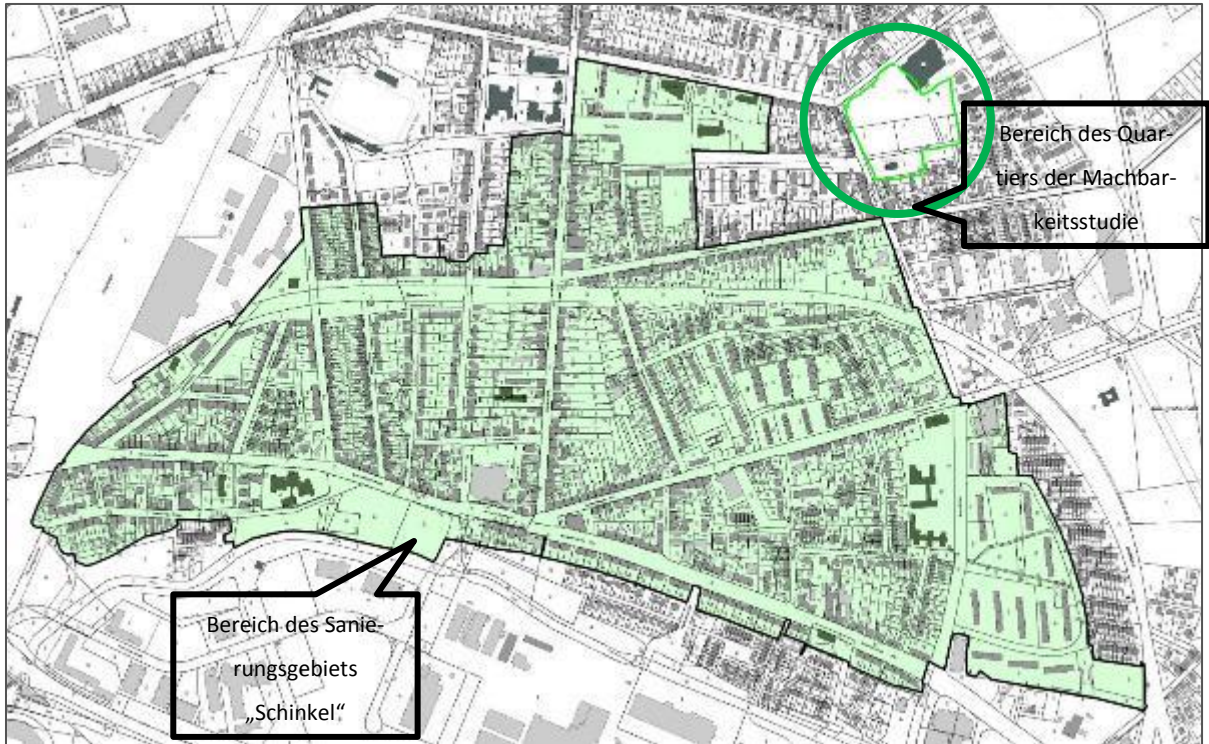 Bereich des Quar-
tiers der Machbar-
keitsstudie
Bereich des Sanie-
rungsgebiets
„Schinkel“